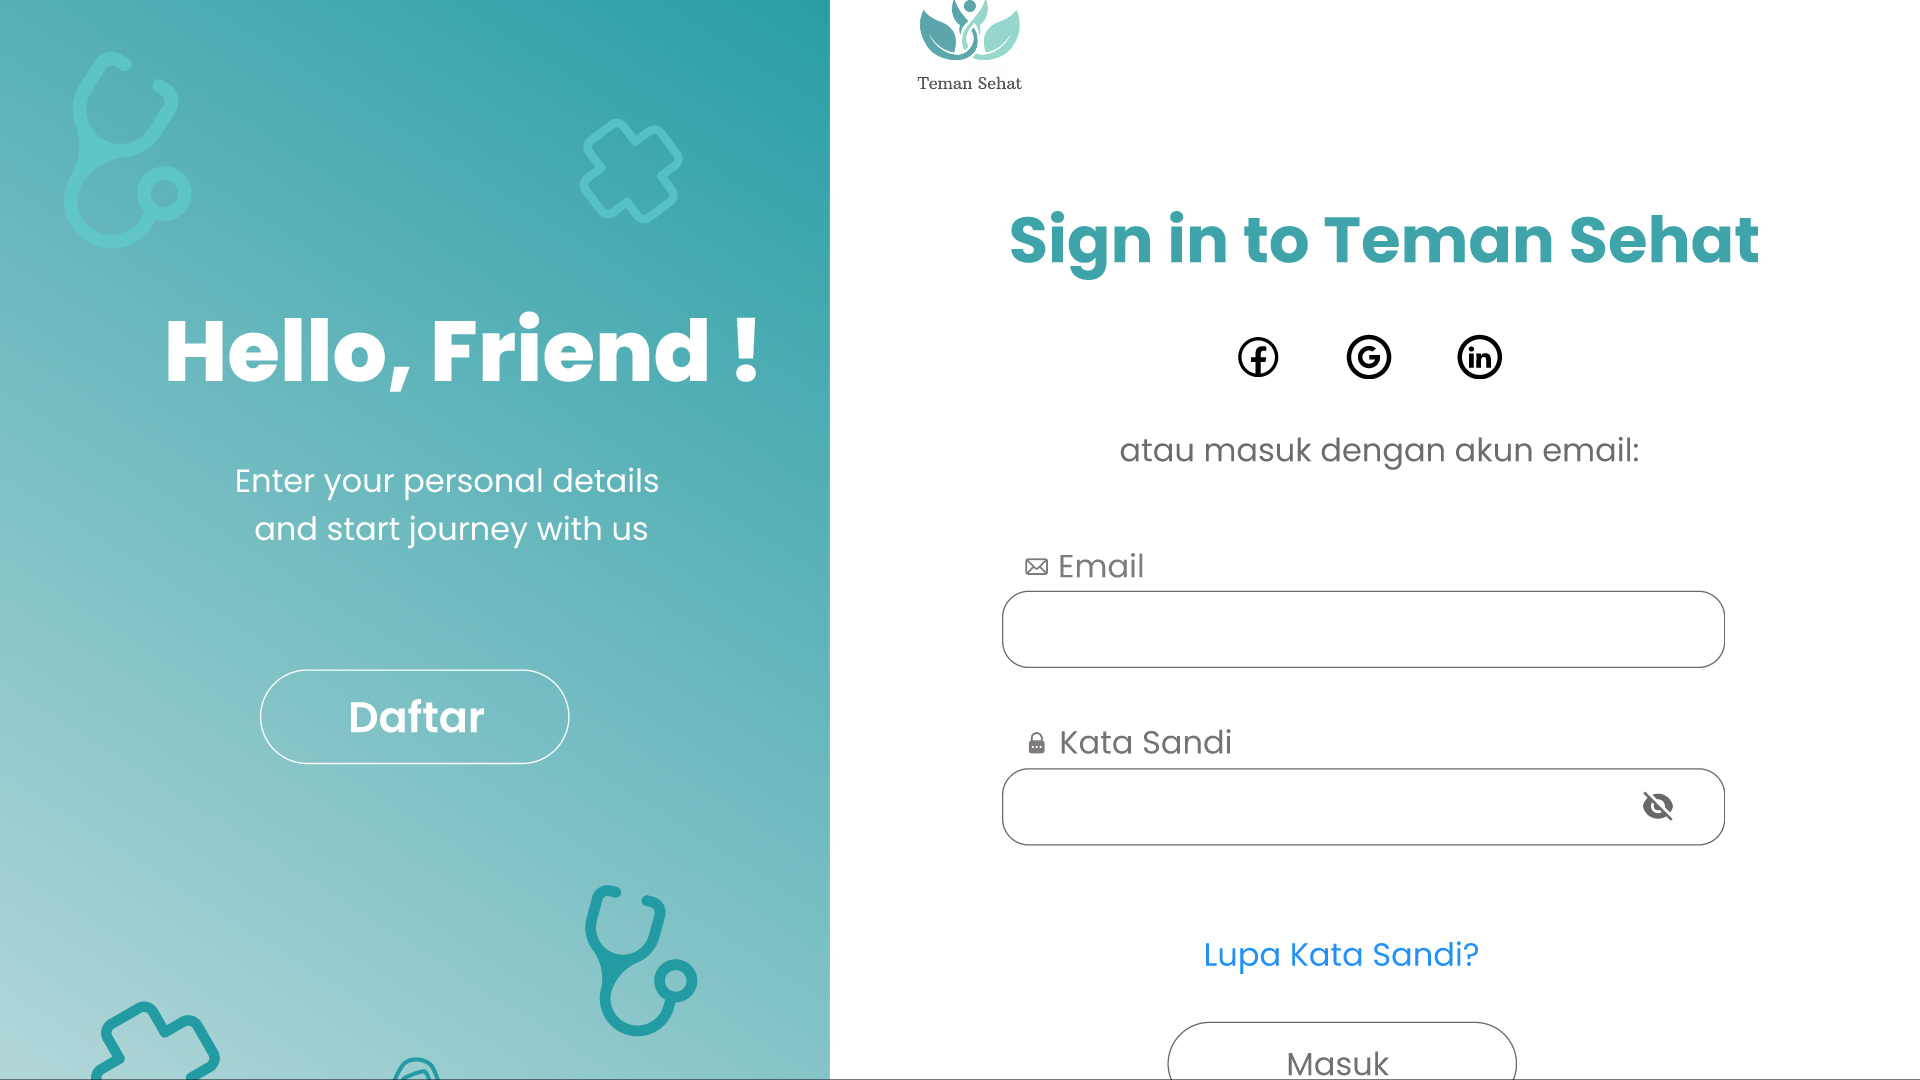 Hello, Friend !
Enter your personal details
and start journey with us
Daftar
Teman Sehat
Sign in to Teman Sehat
atau masuk dengan akun email:
Email
Kata Sandi
Lupa Kata Sandi?
Masuk